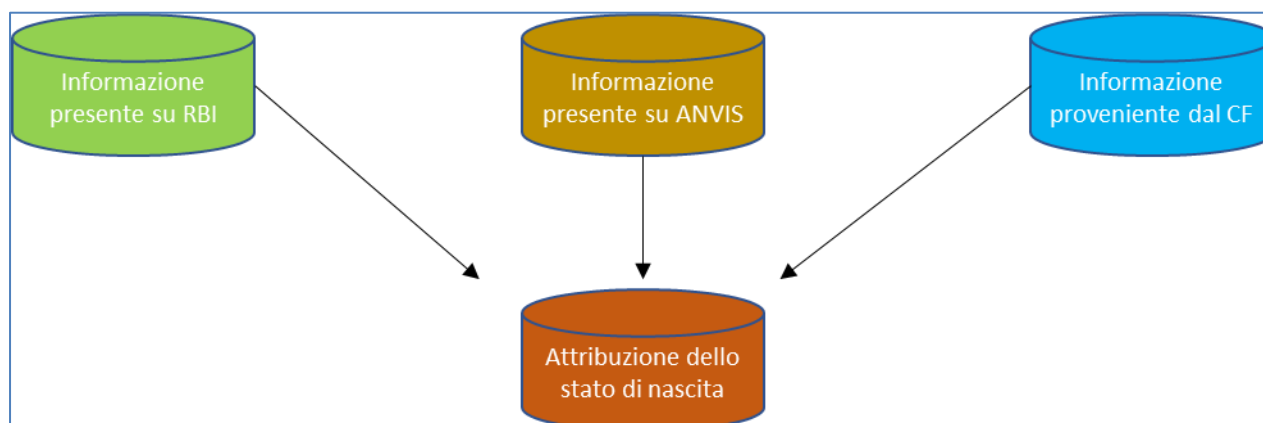 Informazione
presente su RBI
Informazione
presente su ANVIS
Informazione
proveniente dal CF
Attribuzione dello
stato di nascita